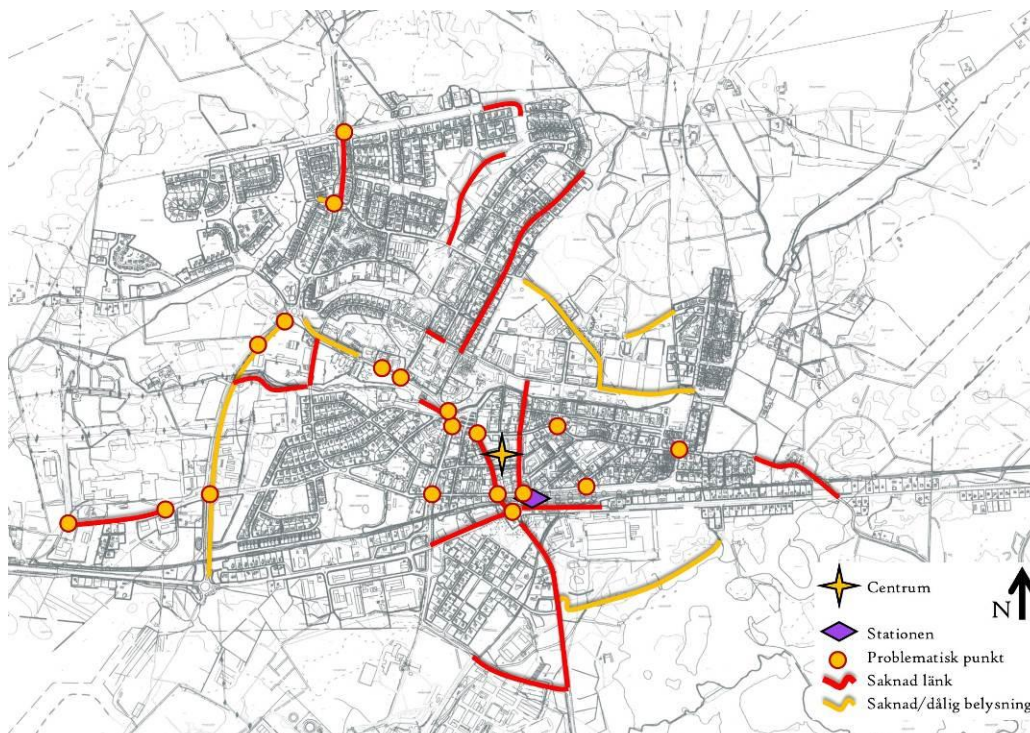 Centrum
N
Stationen
Problematisk punkt
Saknad länk
Saknad/dålig belysning